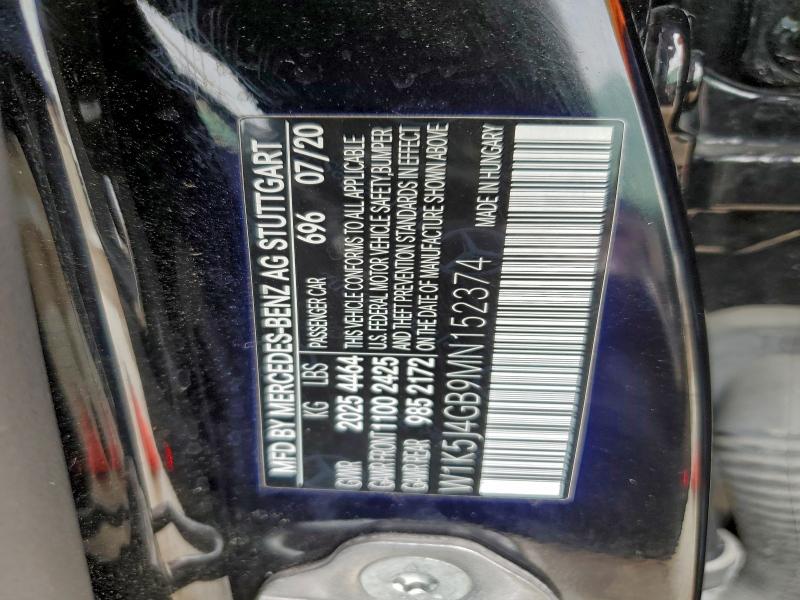 MFD BY MERCEDES-BENZ AG STUTTGART
KG LBS PASSENGER CAR 696 07/20
GVWR 2025 4464 THIS VEHICLE CONFORMS TO ALL APPLICABLE
GAWR FRONT 1100 2425 U.S. FEDERAL MOTOR VEHICLE SAFETY, BUMPER
GAWR REAR 985 2172 AND THEFT PREVENTION STANDARDS IN EFFECT
ON THE DATE OF MANUFACTURE SHOWN ABOVE
W1K5J4GB9MN152374 MADE IN HUNGARY